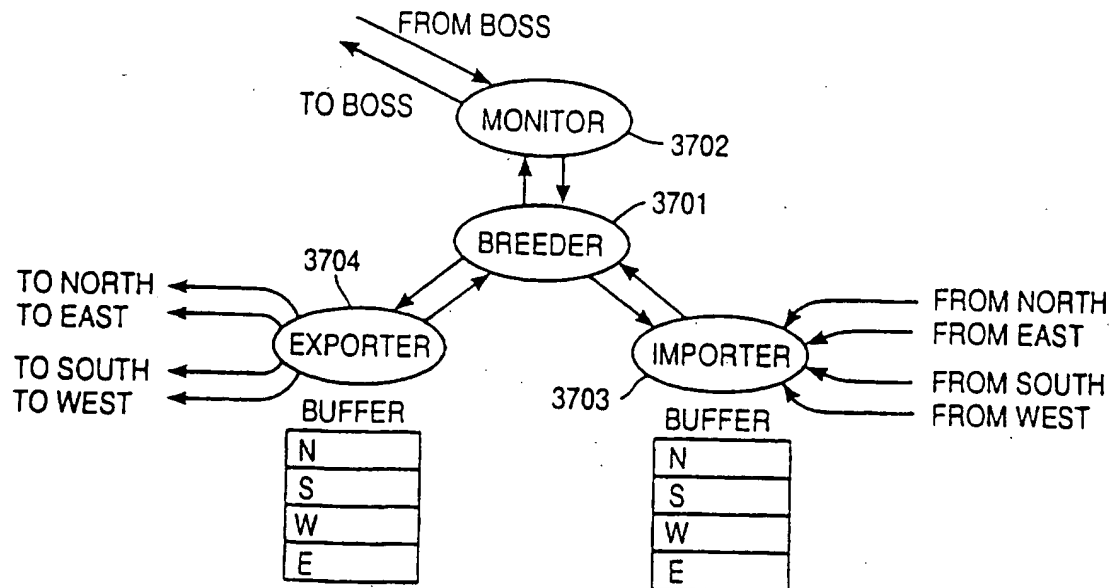 FROM BOSS
TO BOSS
MONITOR
3702
3701
BREEDER
3704
TO NORTH
TO EAST
EXPORTER
TO SOUTH
TO WEST
FROM NORTH
FROM EAST
IMPORTER
FROM SOUTH
FROM WEST
3703
BUFFER
N
S
W
E
BUFFER
N
S
W
E